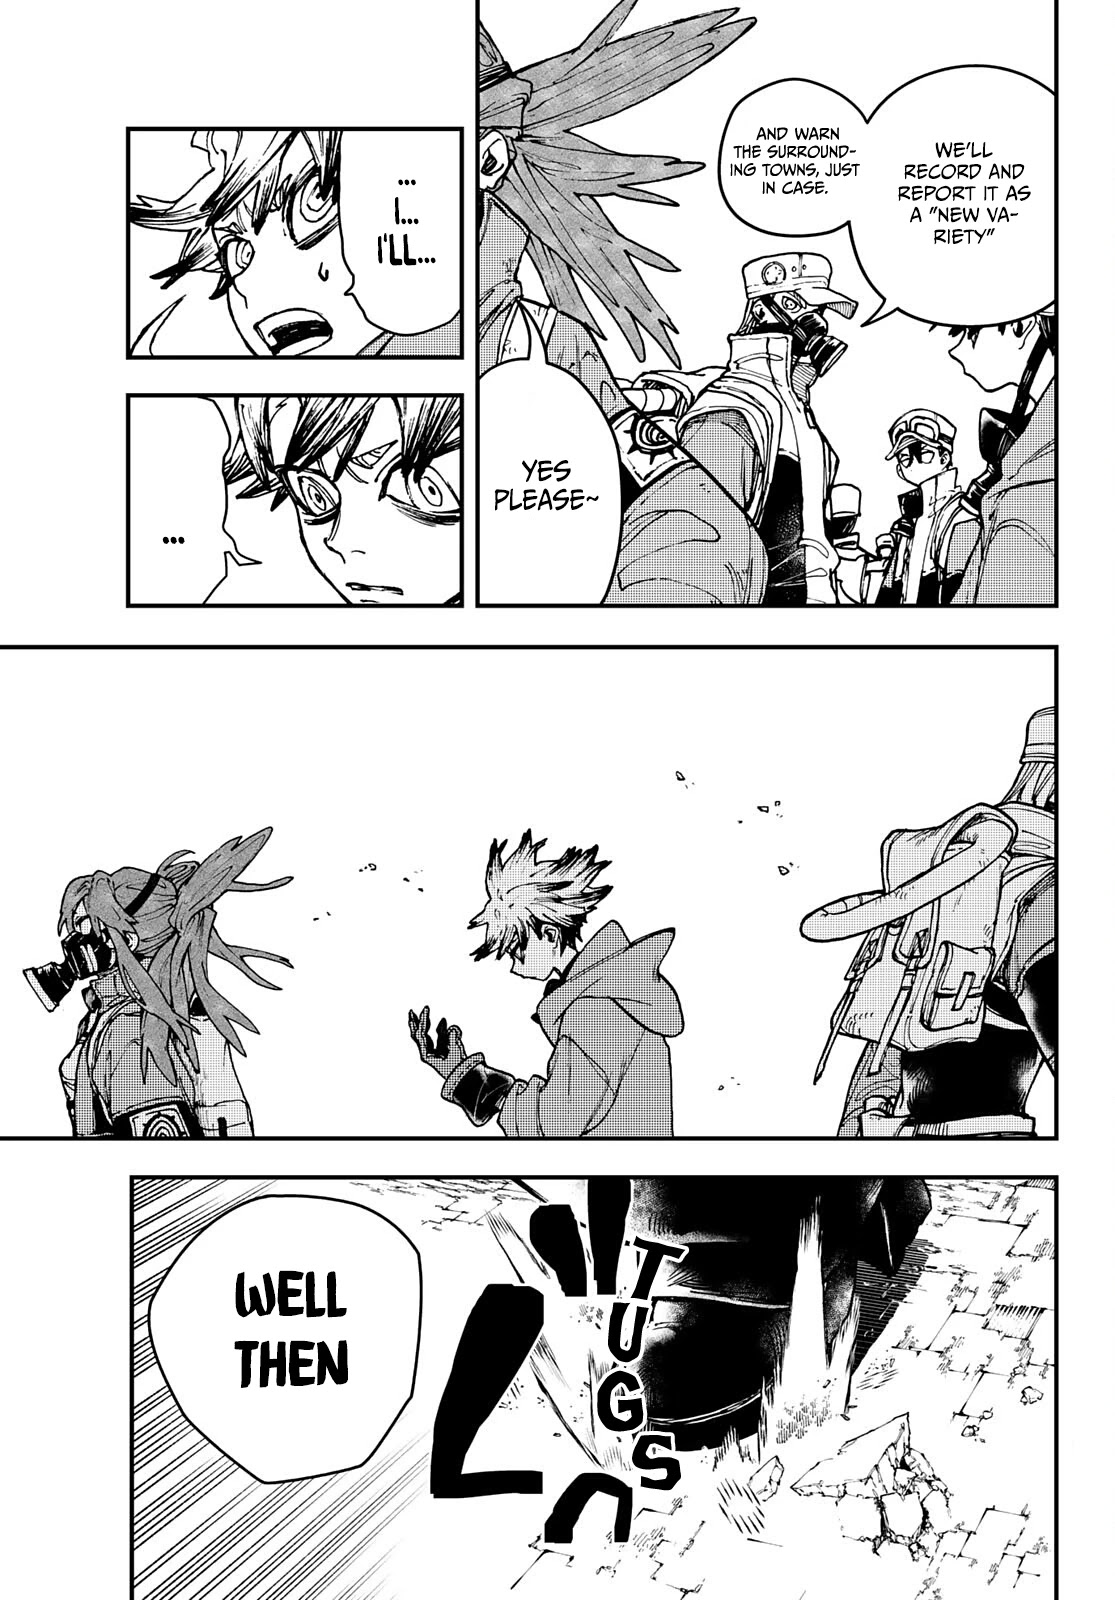 WE'LL
RECORD AND
REPORT IT AS
A "NEW VA-
RIETY"
AND WARN
THE SURROUND-
ING TOWNS, JUST
IN CASE.
YES
PLEASE~
...
I...
I'LL...
...
TUGS
WELL
THEN